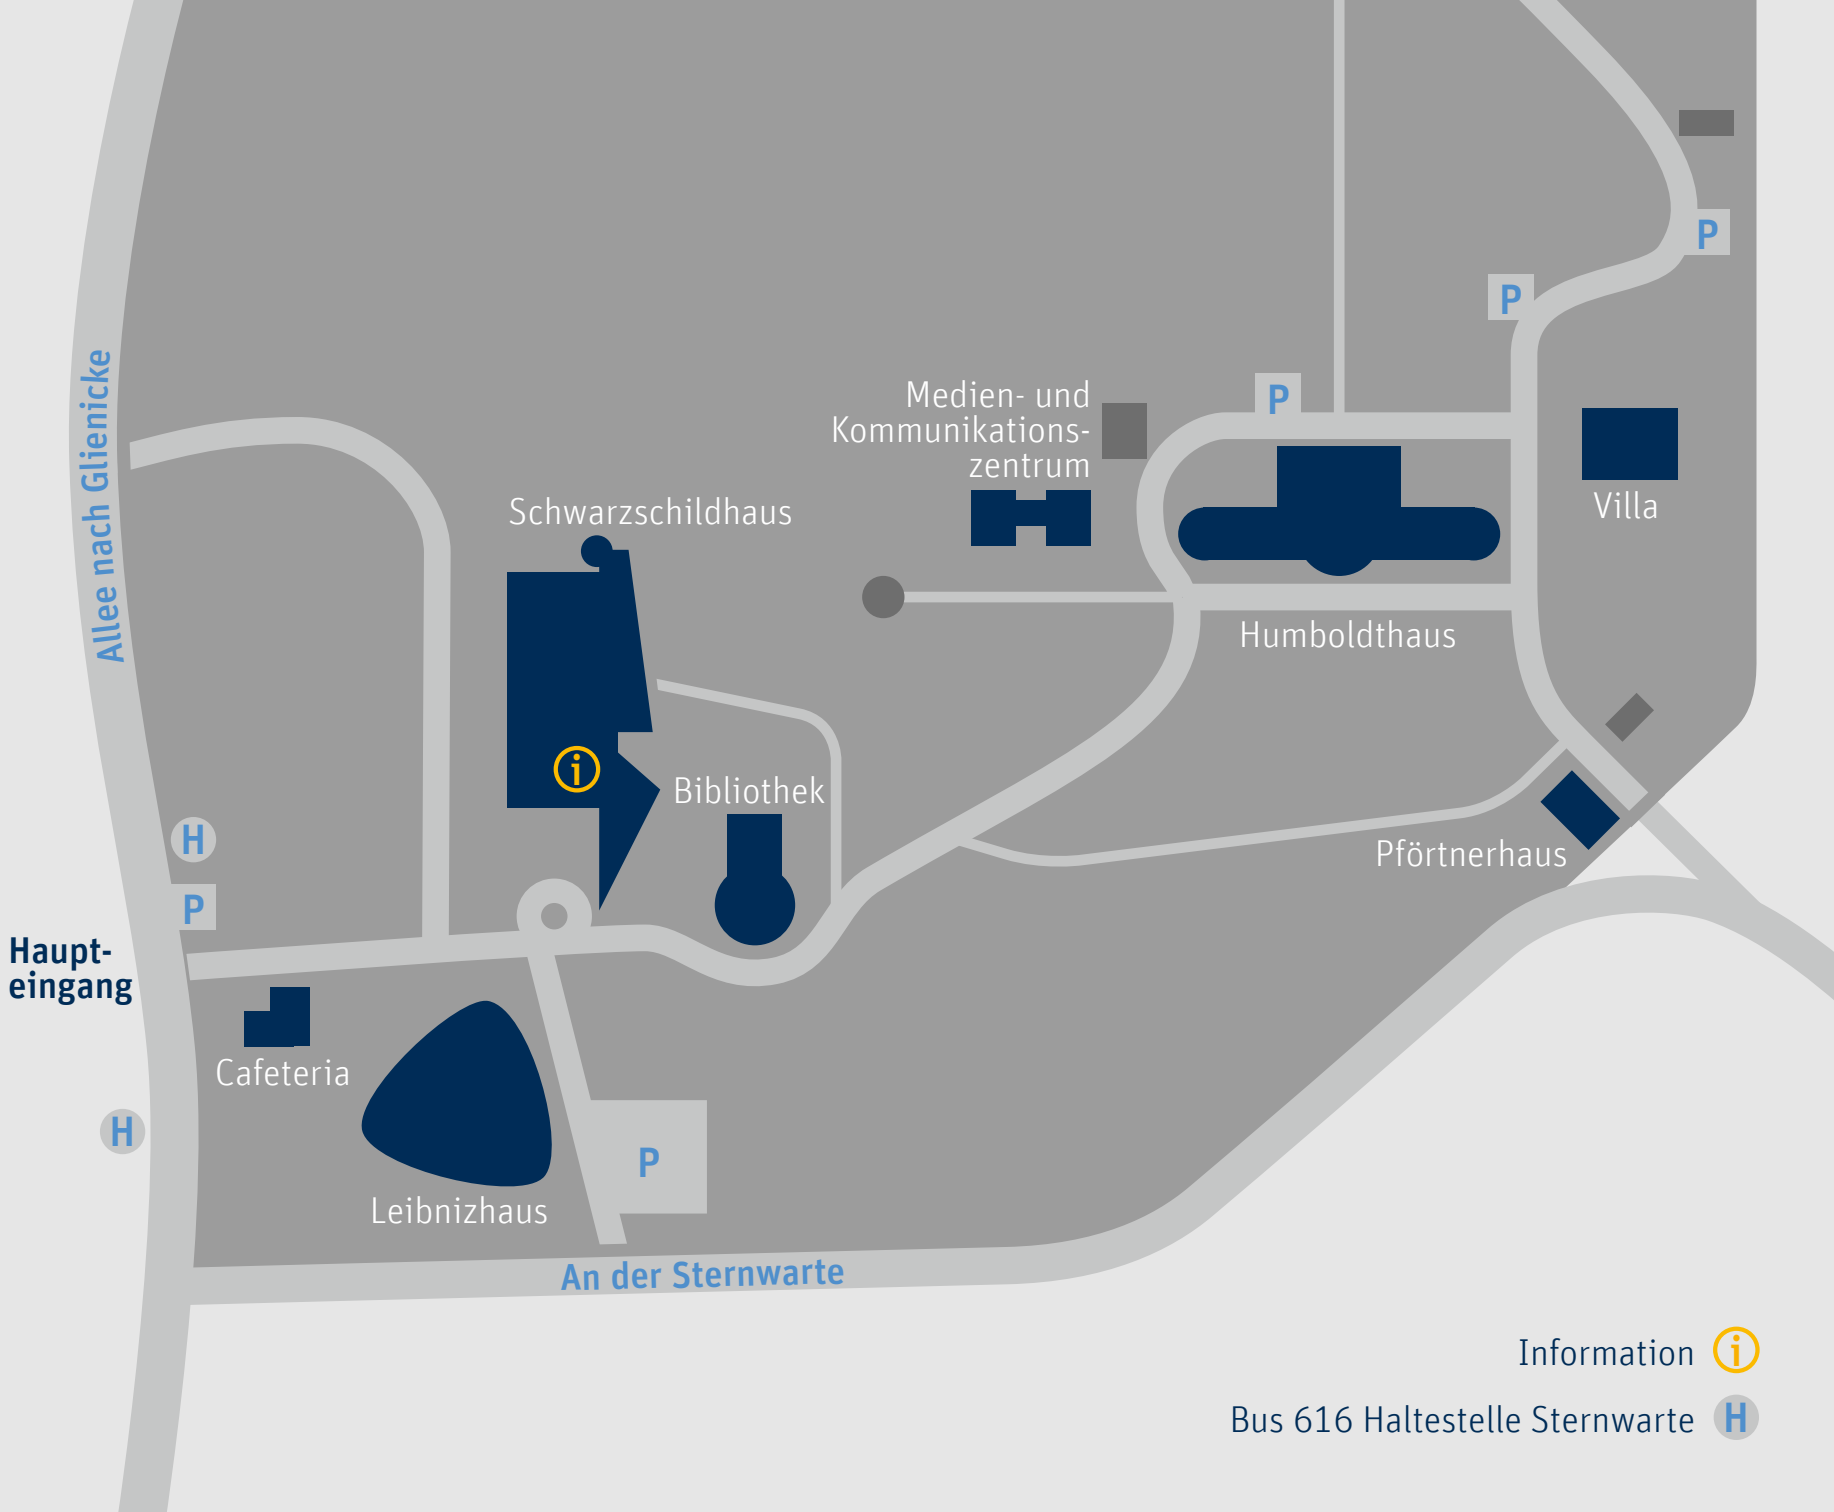 P
P
P
Medien- und
Kommunikations-
zentrum
Allee nach Glienicke
Villa
Schwarzschildhaus
Humboldthaus
i
Bibliothek
H
Pförtnerhaus
P
Haupt-
eingang
Cafeteria
H
P
Leibnizhaus
An der Sternwarte
Information i
Bus 616 Haltestelle Sternwarte H